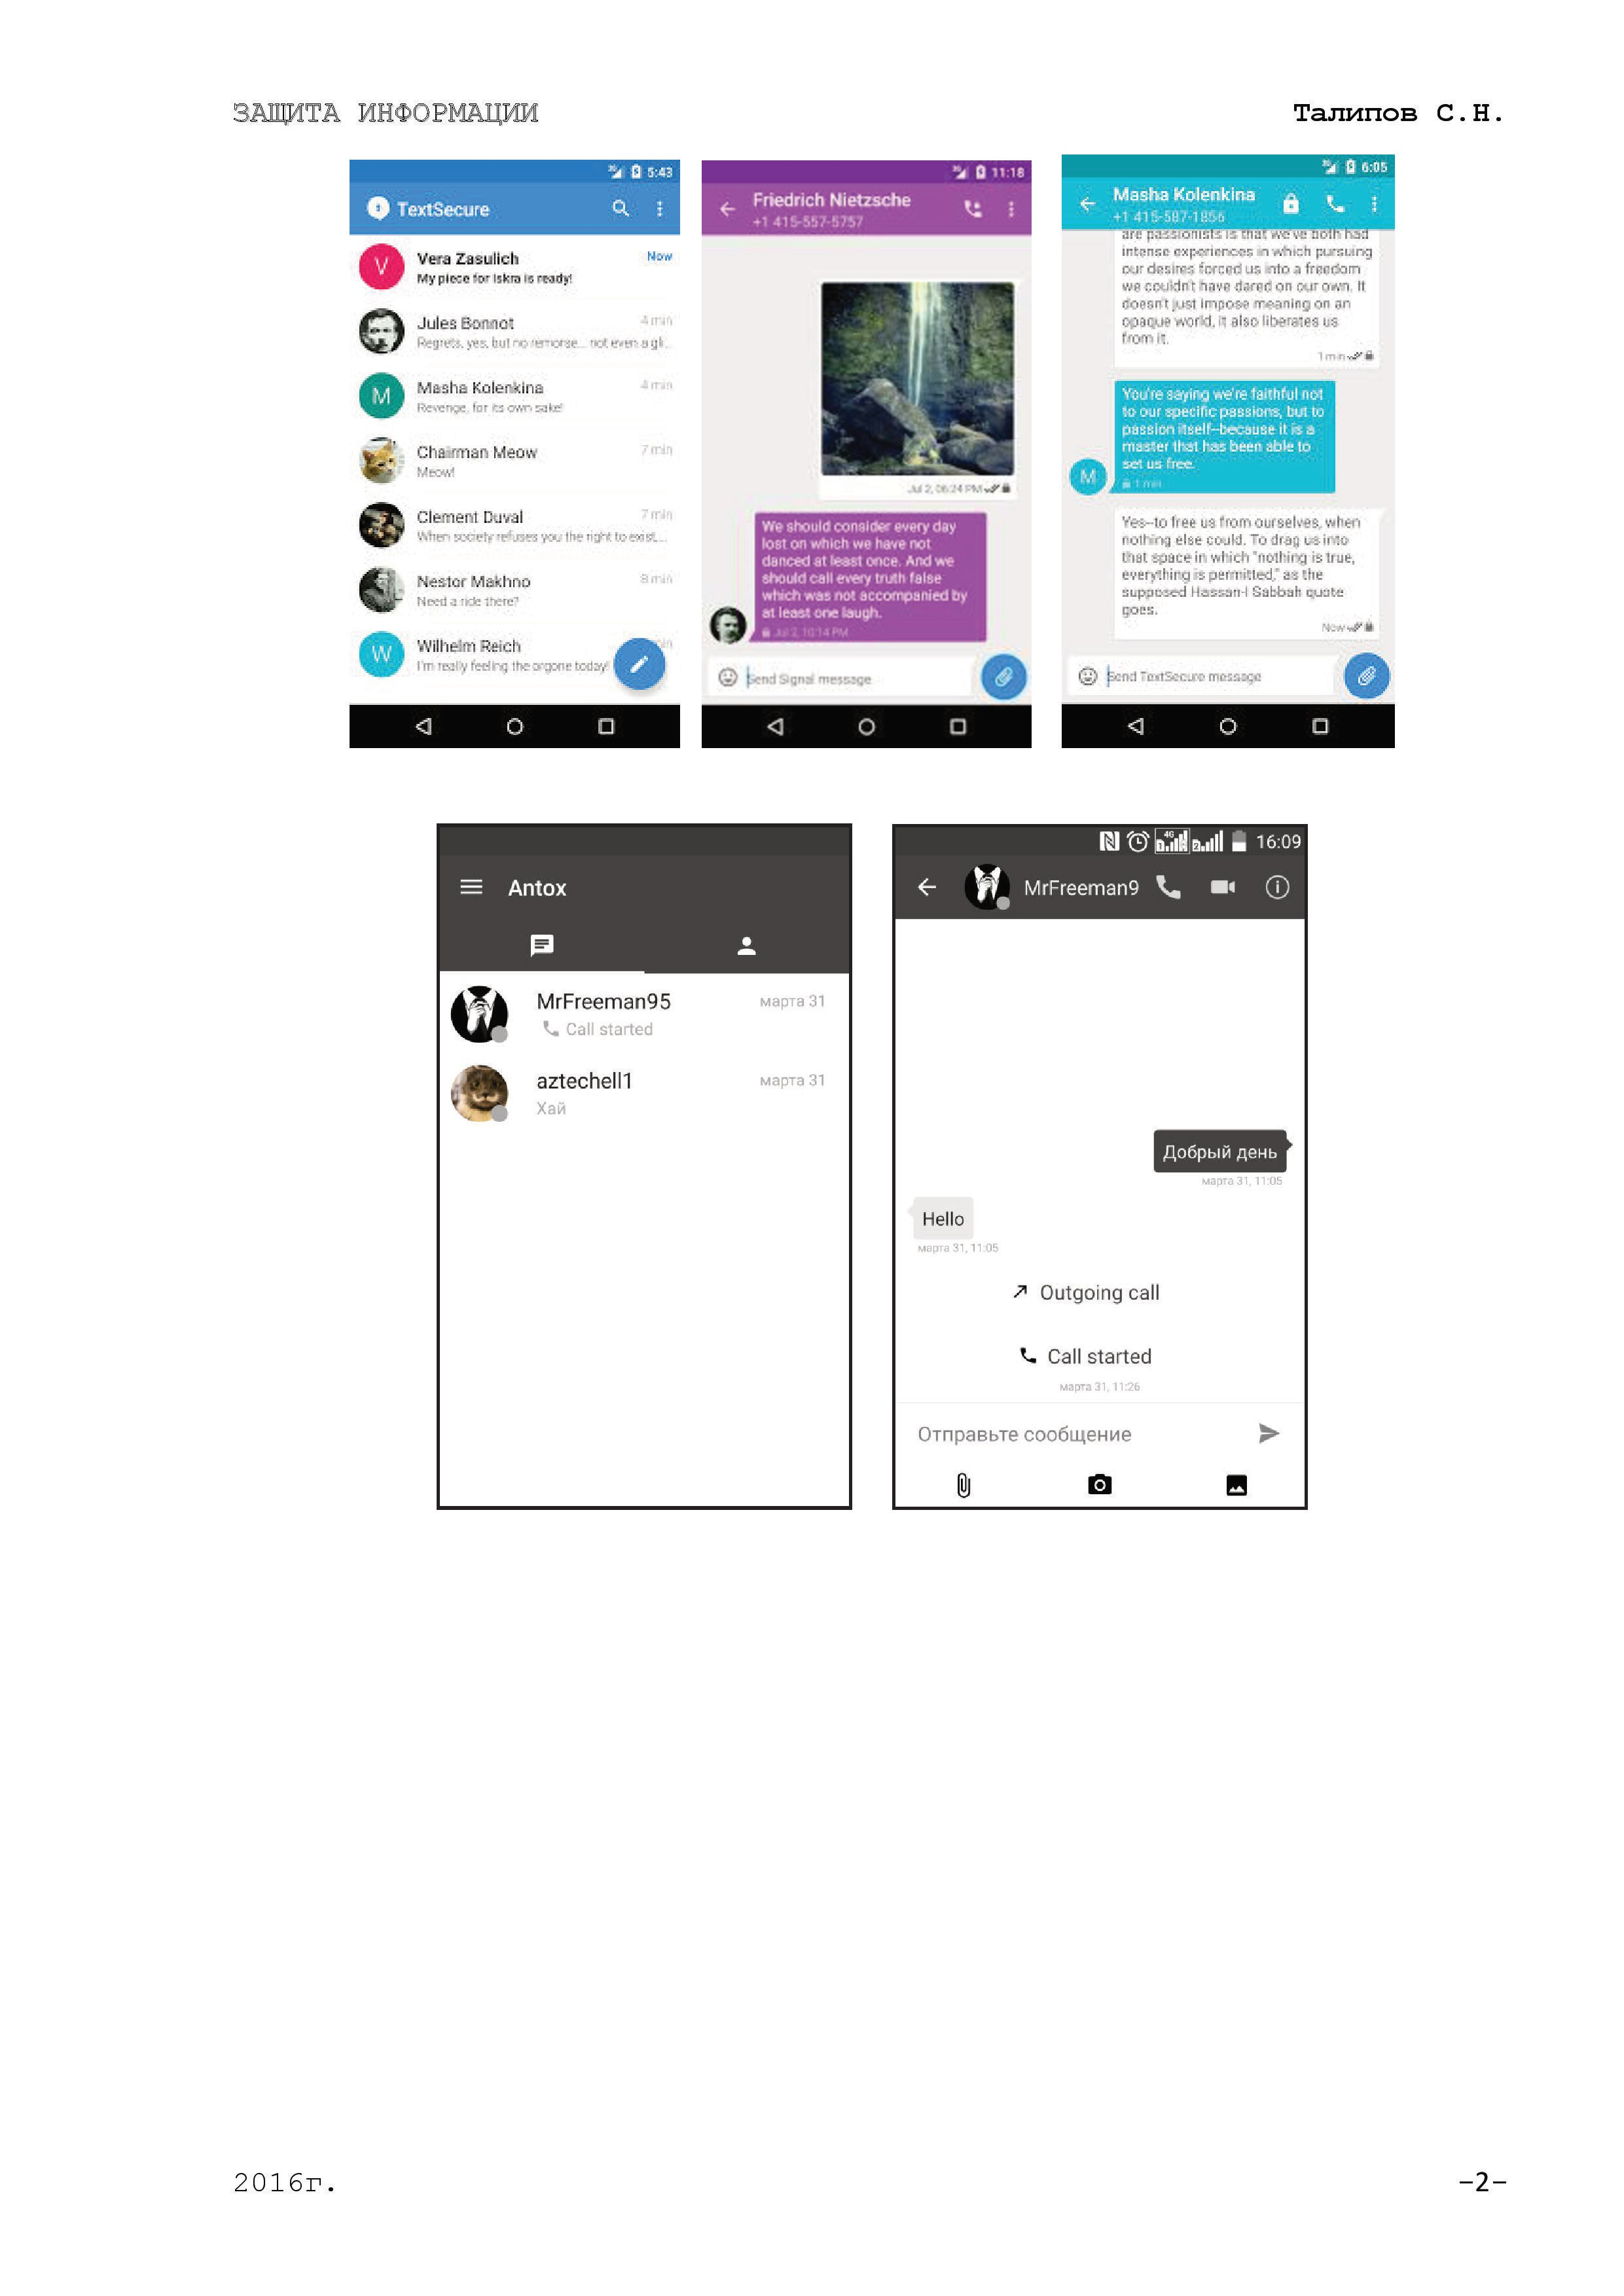 ЗАЩИТА ИНФОРМАЦИИ
Талипов С.Н.
5:43
TextSecure
Vera Zasulich
Now
My piece for Iskra is ready!
Jules Bonnot
4 min
Regrets, yes, but no remorse... not even a gli...
Masha Kolenkina
4 min
Revenge, for its own sake!
Chairman Meow
7 min
Meow!
Clement Duval
7 min
When society refuses you the right to exist,...
Nestor Makhno
8 min
Need a ride there?
Wilhelm Reich
I'm really feeling the orgone today!
11:18
Friedrich Nietzsche
+1 415-557-5757
Jul 2, 06:24 PM
We should consider every day
lost on which we have not
danced at least once. And we
should call every truth false
which was not accompanied by
at least one laugh.
Jul 2, 10:14 PM
Send Signal message
6:05
Masha Kolenkina
+1 415-587-1856
are passionists is that we've both had
intense experiences in which pursuing
our desires forced us into a freedom
we couldn't have dared on our own. It
doesn't just impose meaning on an
opaque world, it also liberates us
from it.
1 min
You're saying we're faithful not
to our specific passions, but to
passion itself--because it is a
master that has been able to
set us free.
1 min
Yes--to free us from ourselves, when
nothing else could. To drag us into
that space in which "nothing is true,
everything is permitted," as the
supposed Hassan-I Sabbah quote
goes.
Now
Send TextSecure message
Antox
MrFreeman95
марта 31
Call started
aztechell1
марта 31
Хай
4G
1
2
16:09
MrFreeman9
Добрый день
марта 31, 11:05
Hello
марта 31, 11:05
Outgoing call
Call started
марта 31, 11:26
Отправьте сообщение
2016г.
-2-